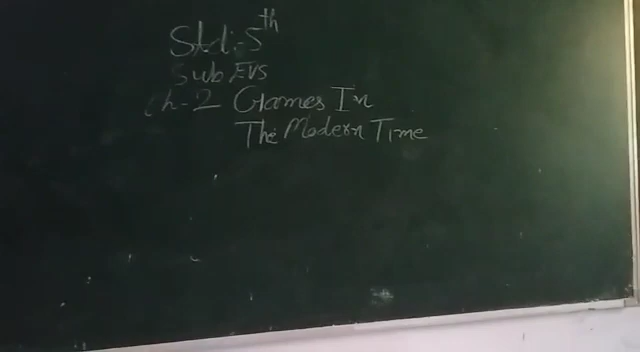 Std:-5th
Sub EVS
Ch-2 Games In
The Modern Time